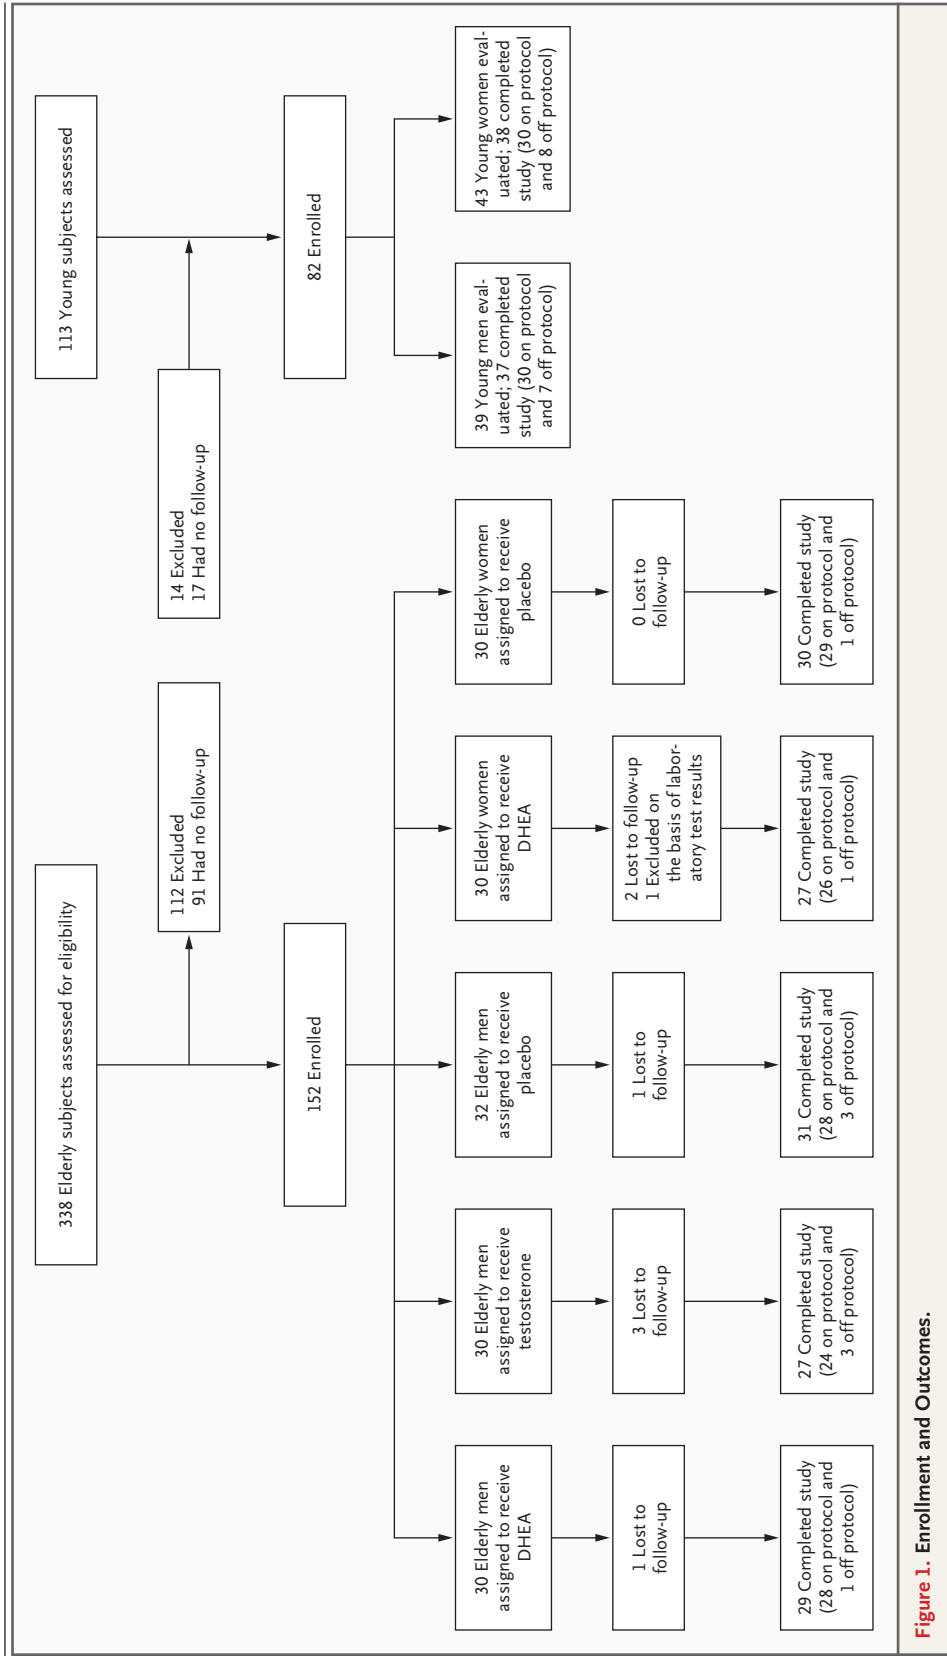 338 Elderly subjects assessed for eligibility
112 Excluded
91 Had no follow-up
152 Enrolled
30 Elderly men
assigned to receive
DHEA
30 Elderly men
assigned to receive
testosterone
32 Elderly men
assigned to receive
placebo
30 Elderly women
assigned to receive
DHEA
30 Elderly women
assigned to receive
placebo
1 Lost to
follow-up
3 Lost to
follow-up
1 Lost to
follow-up
2 Lost to follow-up
1 Excluded on
the basis of labor-
atory test results
0 Lost to
follow-up
29 Completed study
(28 on protocol and
1 off protocol)
27 Completed study
(24 on protocol and
3 off protocol)
31 Completed study
(28 on protocol and
3 off protocol)
27 Completed study
(26 on protocol and
1 off protocol)
30 Completed study
(29 on protocol and
1 off protocol)
113 Young subjects assessed
14 Excluded
17 Had no follow-up
82 Enrolled
39 Young men eval-
uated; 37 completed
study (30 on protocol
and 7 off protocol)
43 Young women eval-
uated; 38 completed
study (30 on protocol
and 8 off protocol)
Figure 1. Enrollment and Outcomes.